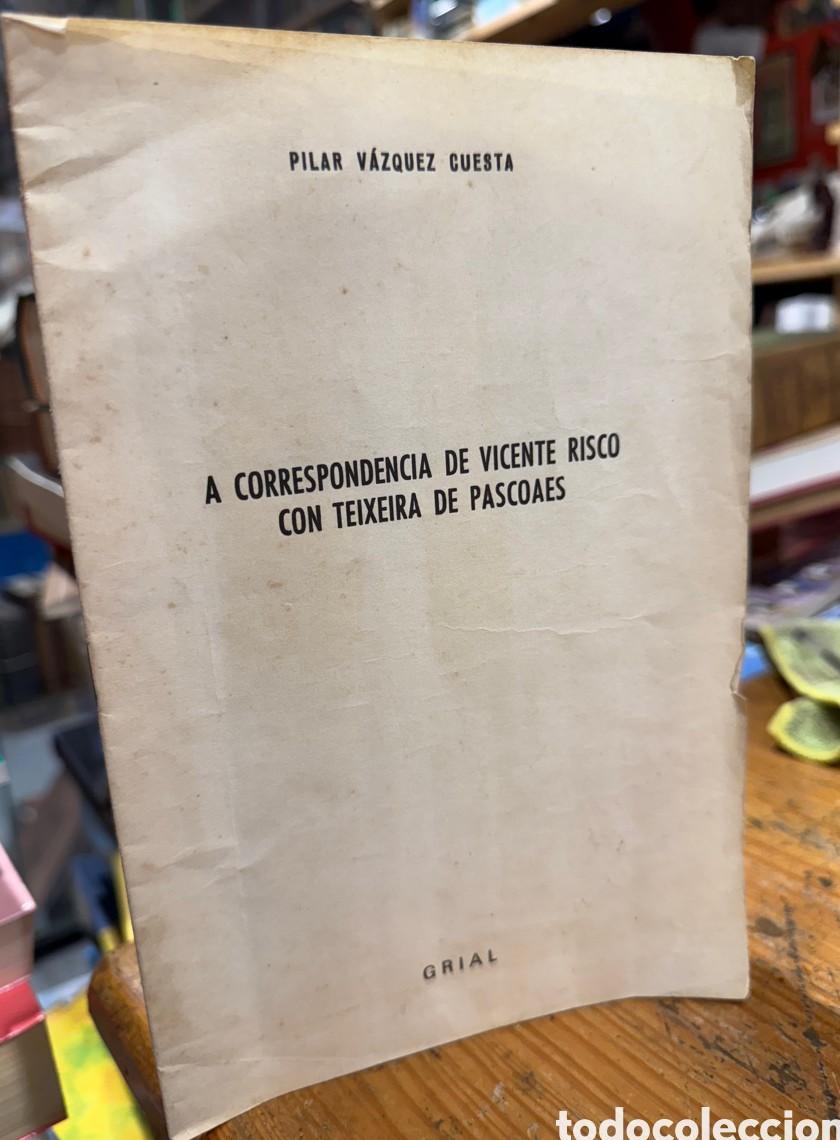 PILAR VÁZQUEZ CUESTA
A CORRESPONDENCIA DE VICENTE RISCO
CON TEIXEIRA DE PASCOAES
GRIAL
todocoleccion